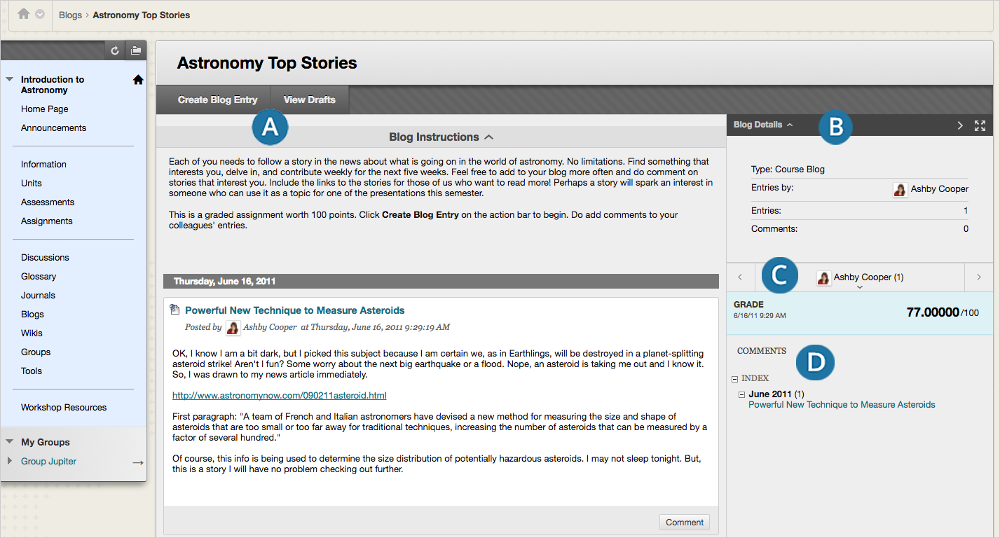 Blogs › Astronomy Top Stories
Introduction to
Astronomy
Home Page
Announcements
Information
Units
Assessments
Assignments
Discussions
Glossary
Journals
Blogs
Wikis
Groups
Tools
Workshop Resources
My Groups
Group Jupiter
Astronomy Top Stories
Create Blog Entry View Drafts
A
Blog Instructions
Each of you needs to follow a story in the news about what is going on in the world of astronomy. No limitations. Find something that
interests you, delve in, and contribute weekly for the next five weeks. Feel free to add to your blog more often and do comment on
stories that interest you. Include the links to the stories for those of us who want to read more! Perhaps a story will spark an interest in
someone who can use it as a topic for one of the presentations this semester.
This is a graded assignment worth 100 points. Click Create Blog Entry on the action bar to begin. Do add comments to your
colleagues' entries.
Thursday, June 16, 2011
Powerful New Technique to Measure Asteroids
Posted by Ashby Cooper at Thursday, June 16, 2011 9:29:19 AM
OK, I know I am a bit dark, but I picked this subject because I am certain we, as in Earthlings, will be destroyed in a planet-splitting
asteroid strike! Aren't I fun? Some worry about the next big earthquake or a flood. Nope, an asteroid is taking me out and I know it.
So, I was drawn to my news article immediately.
http://www.astronomynow.com/090211asteroid.html
First paragraph: "A team of French and Italian astronomers have devised a new method for measuring the size and shape of
asteroids that are too small or too far away for traditional techniques, increasing the number of asteroids that can be measured by a
factor of several hundred."
Of course, this info is being used to determine the size distribution of potentially hazardous asteroids. I may not sleep tonight. But,
this is a story I will have no problem checking out further.
Comment
Blog Details
B
Type: Course Blog
Entries by: Ashby Cooper
Entries: 1
Comments: 0
C
Ashby Cooper (1)
GRADE
6/16/11 9:29 AM
77.00000/100
COMMENTS
D
INDEX
June 2011 (1)
Powerful New Technique to Measure Asteroids